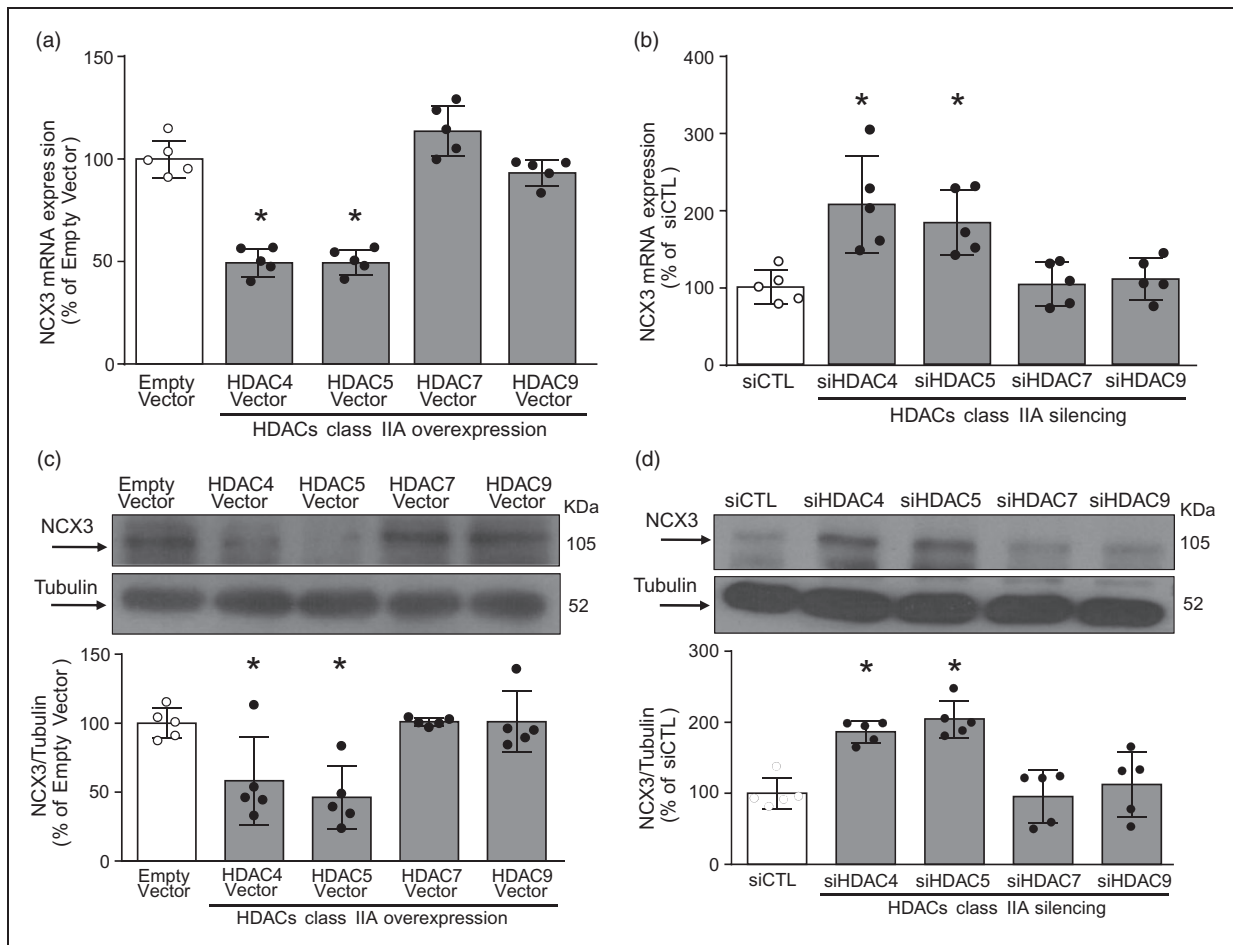 (a)
NCX3 mRNA expression
(% of Empty Vector)
150
100
50
0
*
*
Empty Vector
HDAC4 Vector
HDAC5 Vector
HDAC7 Vector
HDAC9 Vector
HDACs class IIA overexpression
(b)
NCX3 mRNA expression
(% of siCTL)
400
300
200
100
0
*
*
siCTL
siHDAC4
siHDAC5
siHDAC7
siHDAC9
HDACs class IIA silencing
(c)
Empty Vector
HDAC4 Vector
HDAC5 Vector
HDAC7 Vector
HDAC9 Vector
KDa
NCX3
105
Tubulin
52
NCX3/Tubulin
(% of Empty Vector)
150
100
50
0
*
*
Empty Vector
HDAC4 Vector
HDAC5 Vector
HDAC7 Vector
HDAC9 Vector
HDACs class IIA overexpression
(d)
siCTL
siHDAC4
siHDAC5
siHDAC7
siHDAC9
KDa
NCX3
105
Tubulin
52
NCX3/Tubulin
(% of siCTL)
300
200
100
0
*
*
siCTL
siHDAC4
siHDAC5
siHDAC7
siHDAC9
HDACs class IIA silencing